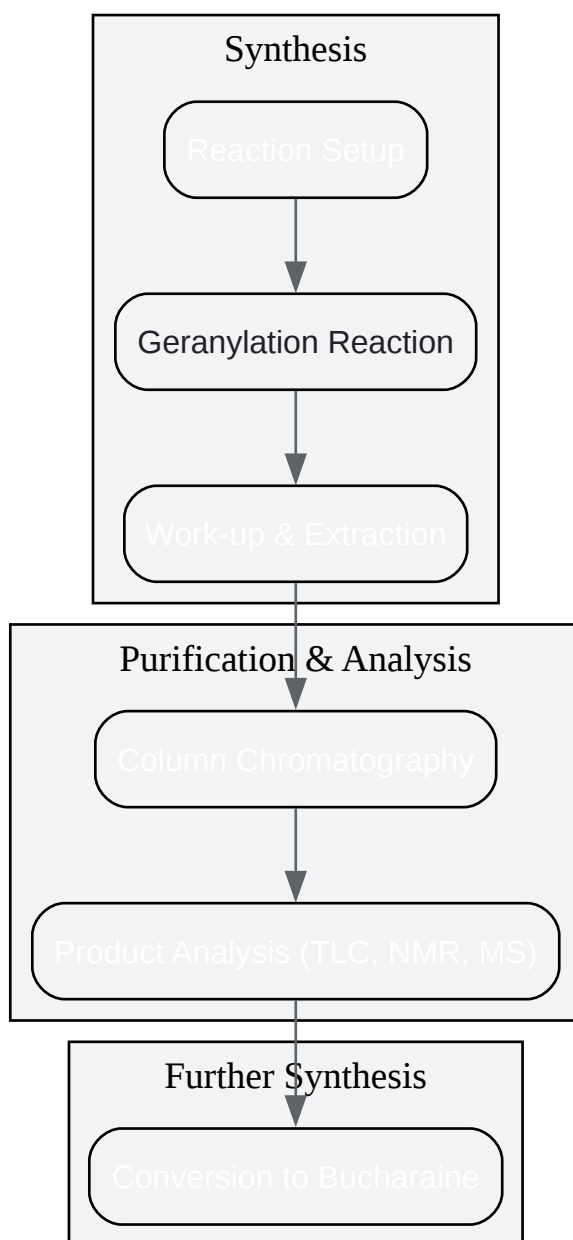 Synthesis
Reaction Setup
Geranylation Reaction
Work-up & Extraction
Purification & Analysis
Column Chromatography
Product Analysis (TLC, NMR, MS)
Further Synthesis
Conversion to Bucharaine